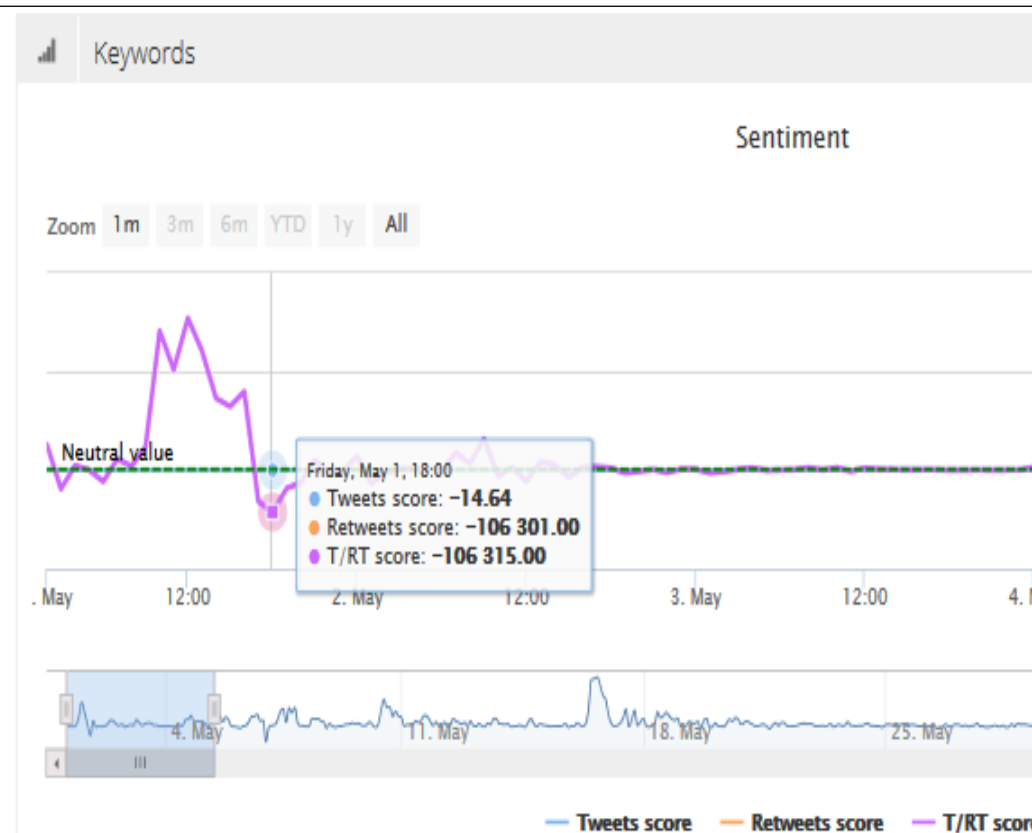 Keywords
Sentiment
Zoom 1m 3m 6m YTD 1y All
Neutral value
Friday, May 1, 18:00
Tweets score: −14.64
Retweets score: −106 301.00
T/RT score: −106 315.00
. May 12:00 2. May 12:00 3. May 12:00 4.
4. May 11. May 18. May 25. May
Tweets score Retweets score T/RT score